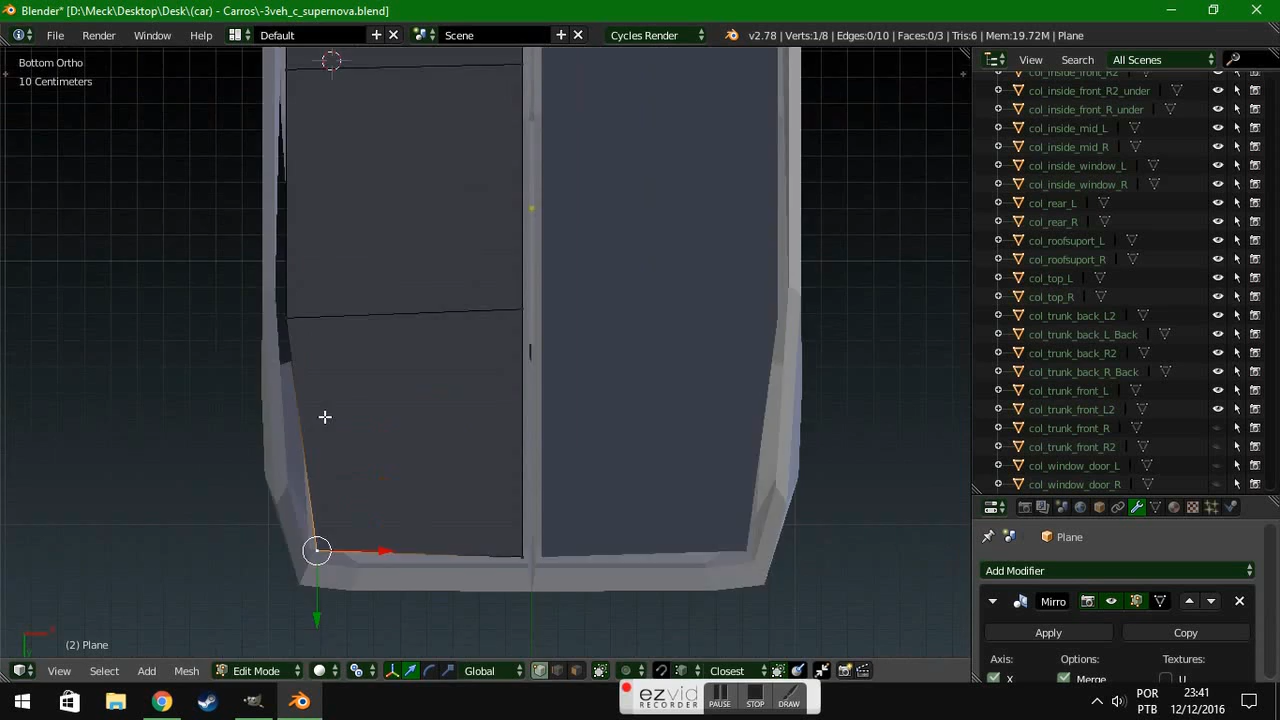 Blender* [D:\Meck\Desktop\Desk\(car) - Carros\-3veh_c_supernova.blend]
File Render Window Help Default Scene Cycles Render v2.78 | Verts:1/8 | Edges:0/10 | Faces:0/3 | Tris:6 | Mem:19.72M | Plane
View Search All Scenes
Bottom Ortho
10 Centimeters
col_inside_front_R2
col_inside_front_R2_under
col_inside_front_R_under
col_inside_mid_L
col_inside_mid_R
col_inside_window_L
col_inside_window_R
col_rear_L
col_rear_R
col_roofsuport_L
col_roofsuport_R
col_top_L
col_top_R
col_trunk_back_L2
col_trunk_back_L_Back
col_trunk_back_R2
col_trunk_back_R_Back
col_trunk_front_L
col_trunk_front_L2
col_trunk_front_R
col_trunk_front_R2
col_window_door_L
col_window_door_R
Plane
Add Modifier
Mirro
Apply Copy
Axis: Options: Textures:
X Merge U
(2) Plane
View Select Add Mesh Edit Mode Global Closest
ezvid
RECORDER
PAUSE STOP DRAW
POR 23:41
PTB 12/12/2016